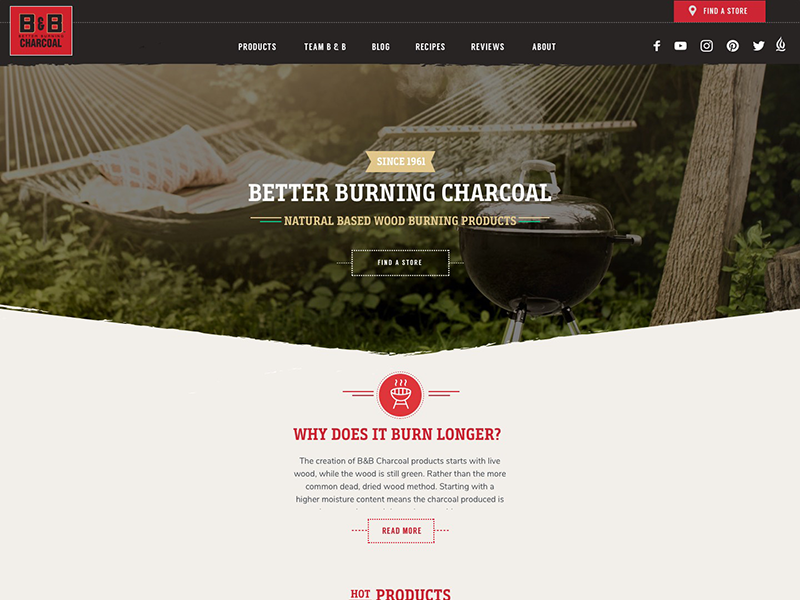 FIND A STORE
B&B
BETTER BURNING
CHARCOAL
PRODUCTS TEAM B & B BLOG RECIPES REVIEWS ABOUT
SINCE 1961
BETTER BURNING CHARCOAL
NATURAL BASED WOOD BURNING PRODUCTS
FIND A STORE
WHY DOES IT BURN LONGER?
The creation of B&B Charcoal products starts with live
wood, while the wood is still green. Rather than the more
common dead, dried wood method. Starting with a
higher moisture content means the charcoal produced is
READ MORE
HOT PRODUCTS